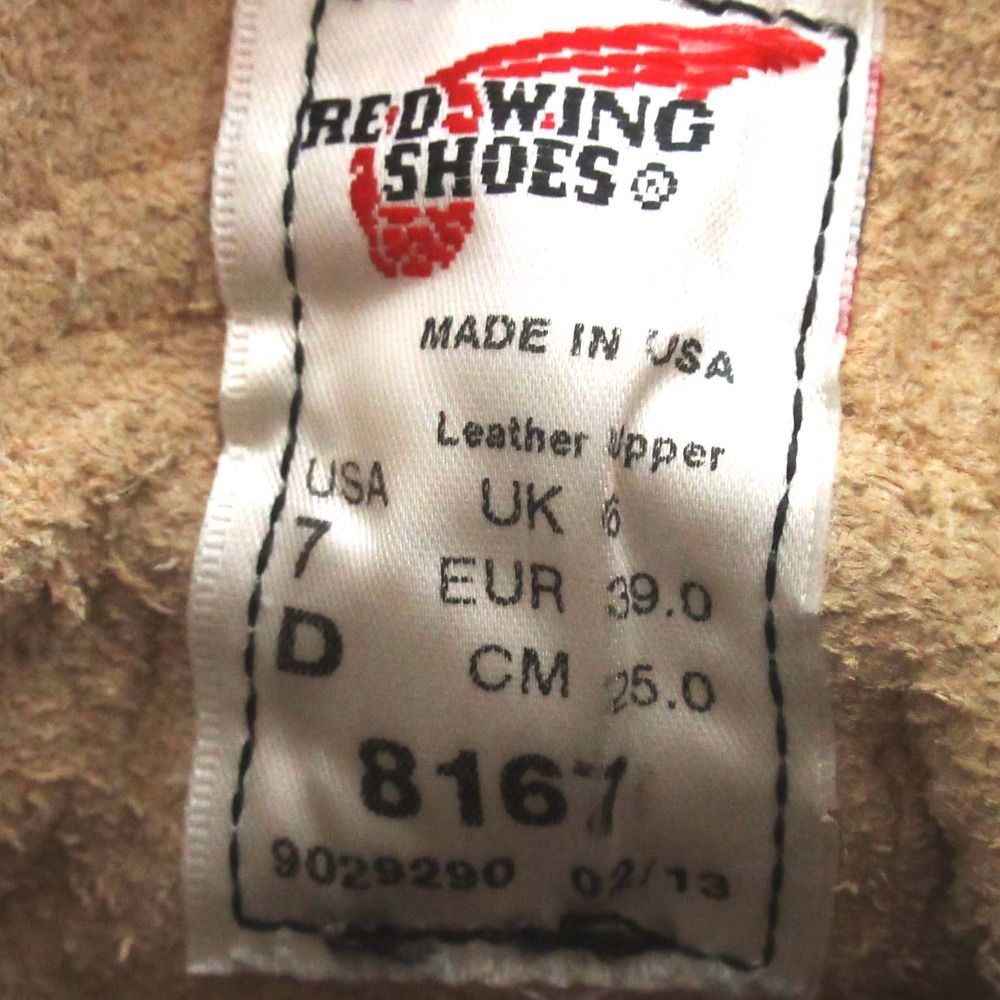 RED WING
SHOES®
MADE IN USA
Leather Upper
USA
7
D
UK 6
EUR 39.0
CM 25.0
8167
9029290 02/13